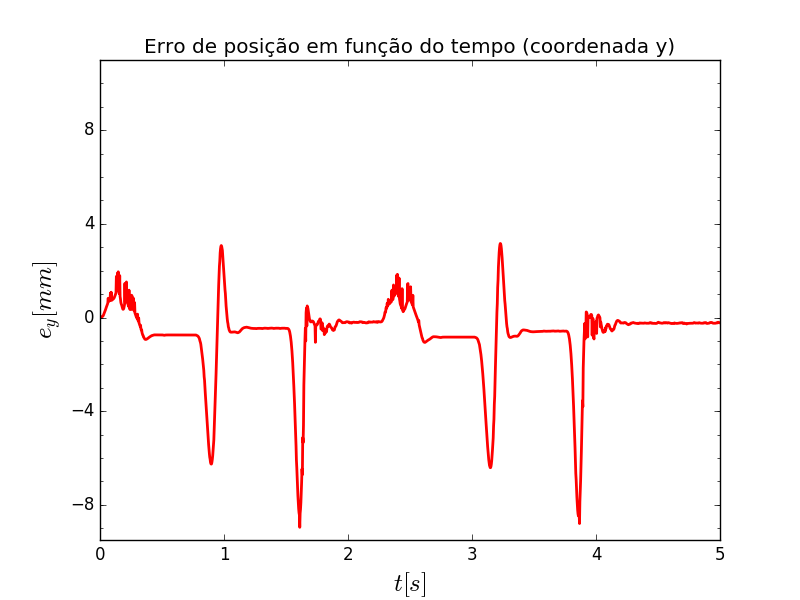 Erro de posição em função do tempo (coordenada y)
8
4
0
−4
−8
e_y[mm]
0 1 2 3 4 5
t[s]